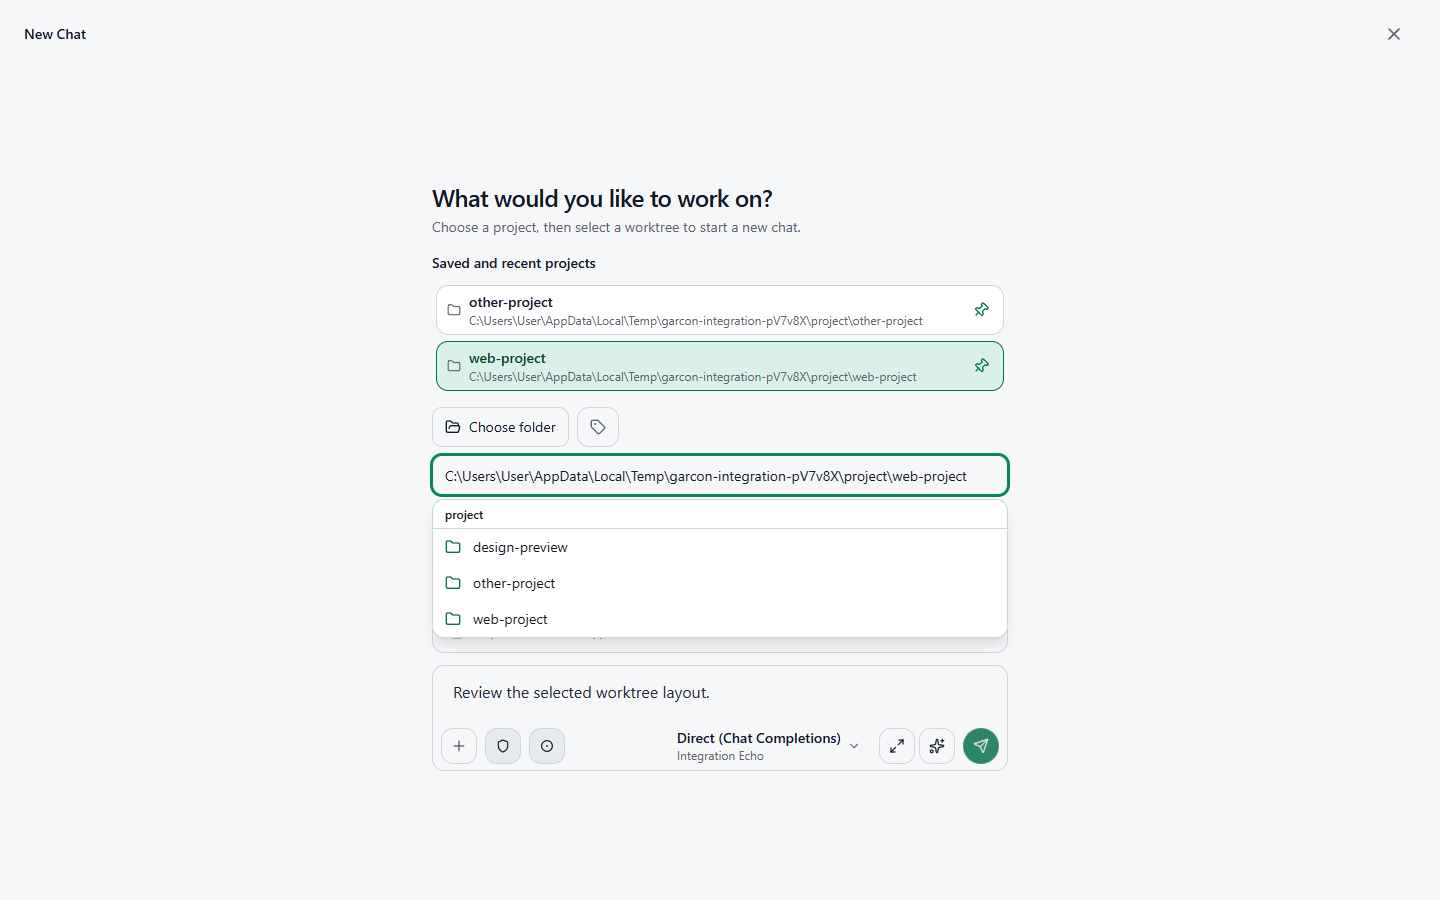 New Chat
What would you like to work on?
Choose a project, then select a worktree to start a new chat.
Saved and recent projects
other-project
C:\Users\User\AppData\Local\Temp\garcon-integration-pV7v8X\project\other-project
web-project
C:\Users\User\AppData\Local\Temp\garcon-integration-pV7v8X\project\web-project
Choose folder
C:\Users\User\AppData\Local\Temp\garcon-integration-pV7v8X\project\web-project
project
design-preview
other-project
web-project
Review the selected worktree layout.
Direct (Chat Completions)
Integration Echo